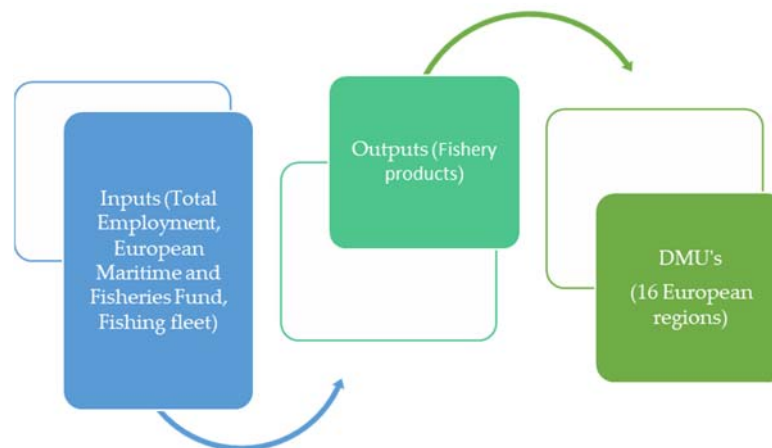 Inputs (Total
Employment,
European
Maritime and
Fisheries Fund,
Fishing fleet)
Outputs (Fishery
products)
DMU's
(16 European
regions)